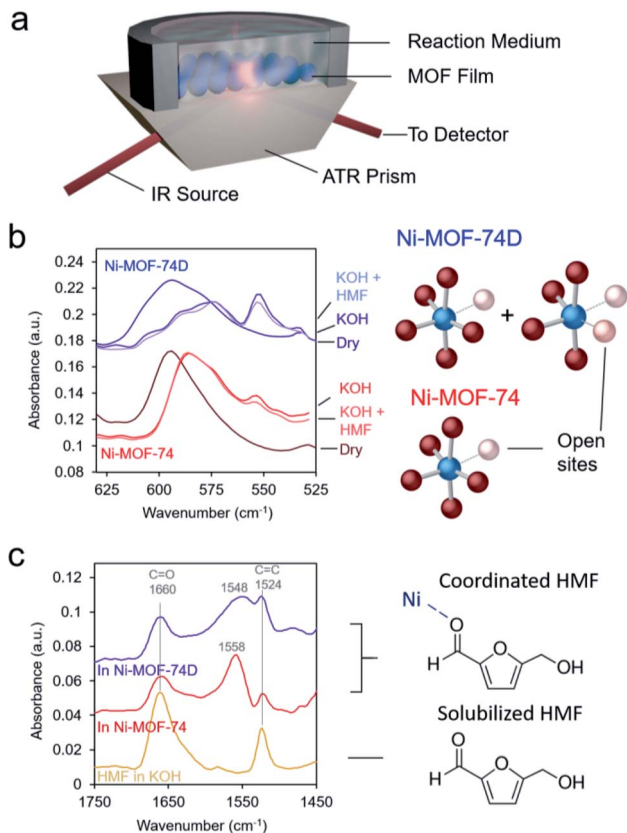 a
Reaction Medium
MOF Film
To Detector
ATR Prism
IR Source
b
Absorbance (a.u.)
0.24
0.22
0.2
0.18
0.16
0.14
0.12
0.1
0.08
Ni-MOF-74D
KOH +
HMF
KOH
Dry
KOH
KOH +
HMF
Dry
Ni-MOF-74
625
600
575
550
525
Wavenumber (cm⁻¹)
Ni-MOF-74D
+
Ni-MOF-74
Open
sites
c
Absorbance (a.u.)
0.12
0.1
0.08
0.06
0.04
0.02
0
C=O
1660
1548
C=C
1524
1558
In Ni-MOF-74D
In Ni-MOF-74
HMF in KOH
1750
1650
1550
1450
Wavenumber (cm⁻¹)
Coordinated HMF
Ni
O
H
O
OH
Solubilized HMF
O
H
O
OH